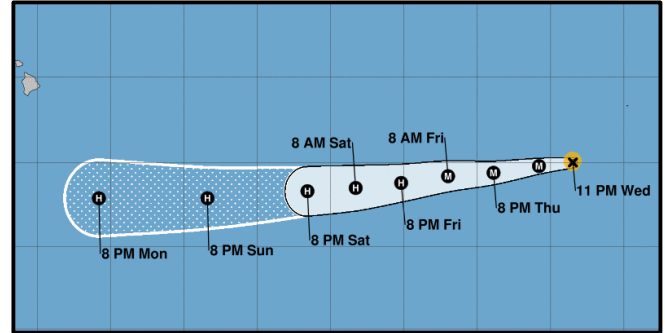 8 AM Sat
8 AM Fri
H
H
H
H
H
M
M
M
11 PM Wed
8 PM Thu
8 PM Fri
8 PM Sat
8 PM Sun
8 PM Mon